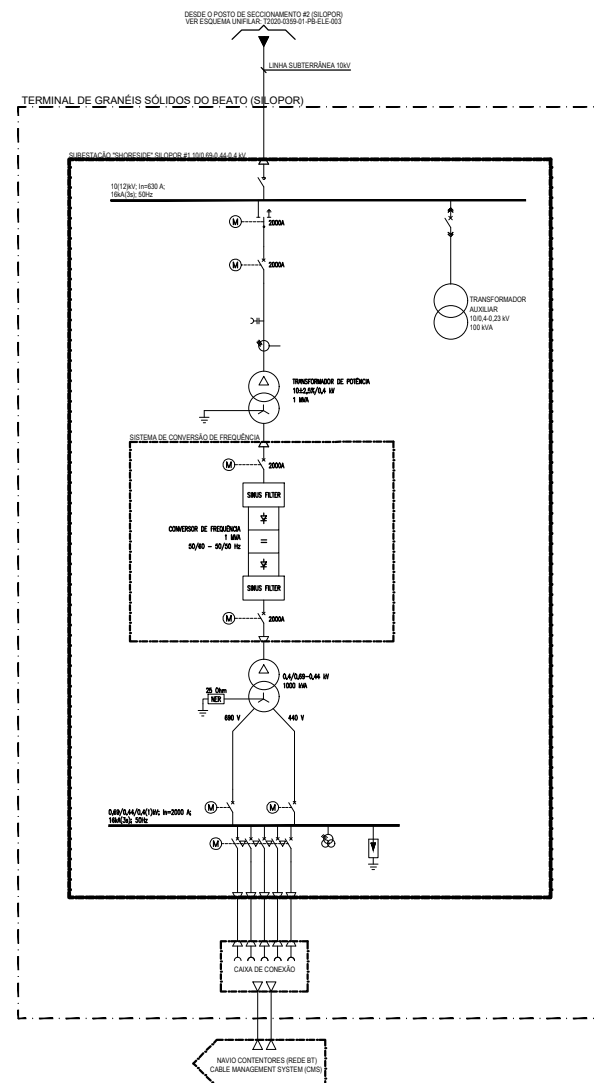 DESDE O POSTO DE SECCIONAMENTO #2 (SILOPOR)
VER ESQUEMA UNIFILAR: T2020-0359-01-PB-ELE-003
LINHA SUBTERRÂNEA 10kV
TERMINAL DE GRANÉIS SÓLIDOS DO BEATO (SILOPOR)
SUBESTAÇÃO "SHORESIDE" SILOPOR #1 10/0,69-0,44-0,4 kV
10(12)kV; In=630 A;
16kA(3s); 50Hz
M
2000A
M
2000A
TRANSFORMADOR
AUXILIAR
10/0,4-0,23 kV
100 kVA
TRANSFORMADOR DE POTÊNCIA
10±2,5%/0,4 kV
1 MVA
SISTEMA DE CONVERSÃO DE FREQUÊNCIA
M
2000A
SINUS FILTER
CONVERSOR DE FREQUÊNCIA
1 MVA
50/60 - 50/50 Hz
=
SINUS FILTER
M
2000A
0,4/0,69-0,44 kV
1000 kVA
25 Ohm
NER
690 V
440 V
M
M
0,69/0,44/0,4(1)kV; In=2000 A;
16kA(3s); 50Hz
M
CAIXA DE CONEXÃO
NAVIO CONTENTORES (REDE BT)
CABLE MANAGEMENT SYSTEM (CMS)